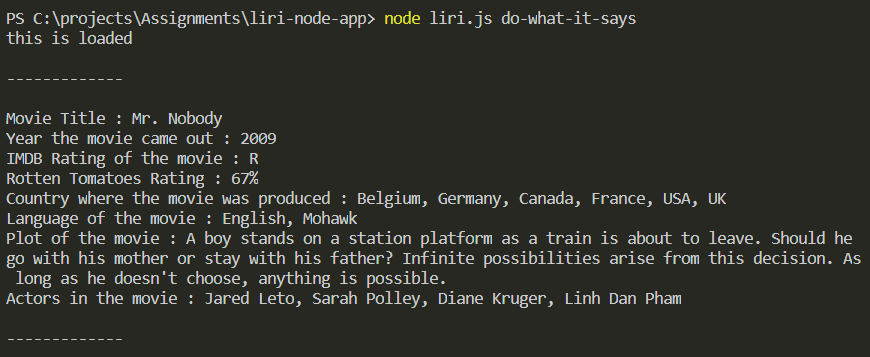 PS C:\projects\Assignments\liri-node-app> node liri.js do-what-it-says
this is loaded
-------------
Movie Title : Mr. Nobody
Year the movie came out : 2009
IMDB Rating of the movie : R
Rotten Tomatoes Rating : 67%
Country where the movie was produced : Belgium, Germany, Canada, France, USA, UK
Language of the movie : English, Mohawk
Plot of the movie : A boy stands on a station platform as a train is about to leave. Should he
go with his mother or stay with his father? Infinite possibilities arise from this decision. As
 long as he doesn't choose, anything is possible.
Actors in the movie : Jared Leto, Sarah Polley, Diane Kruger, Linh Dan Pham
-------------